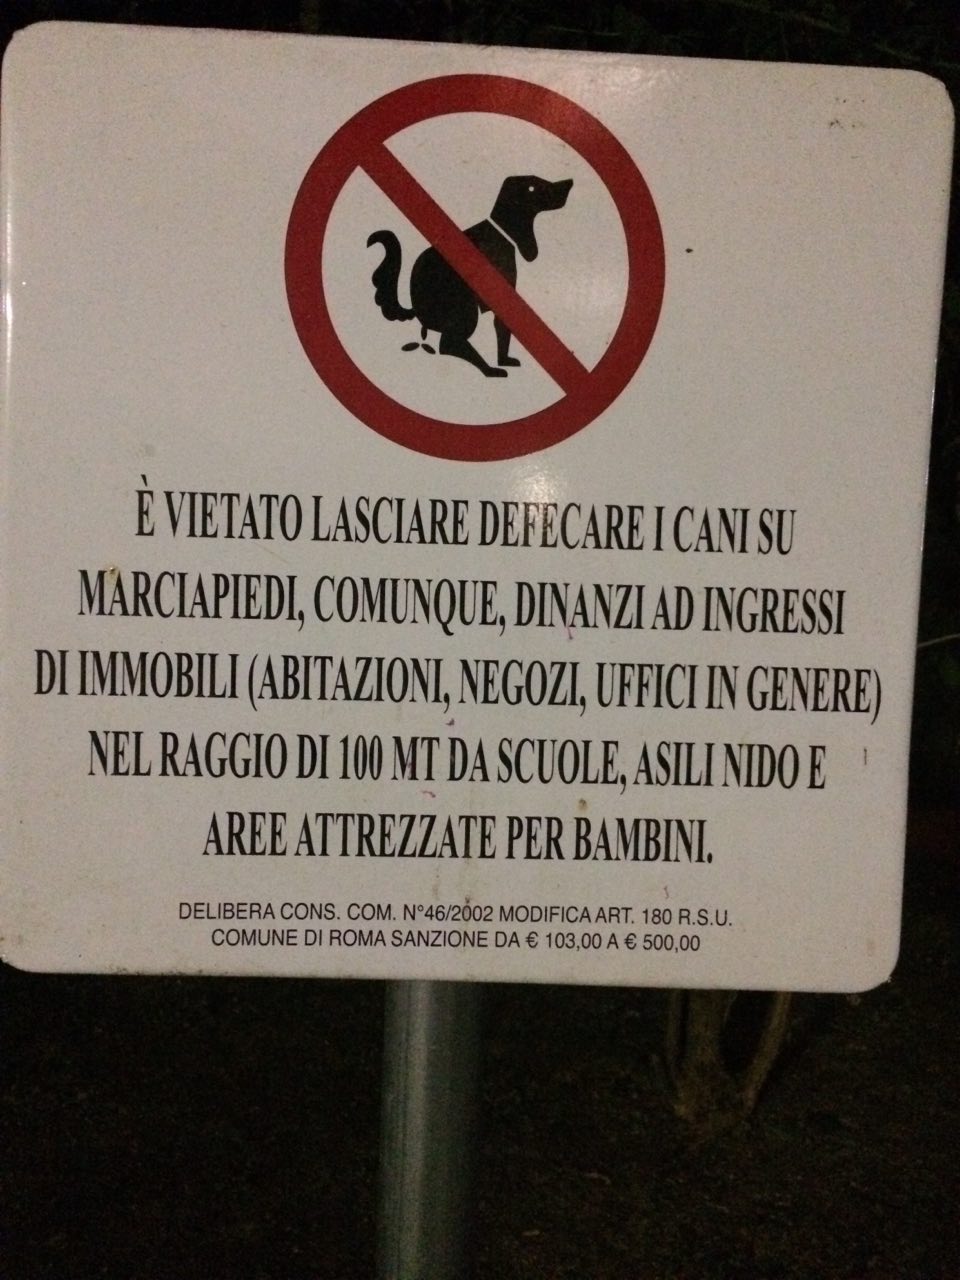 È VIETATO LASCIARE DEFECARE I CANI SU
MARCIAPIEDI, COMUNQUE, DINANZI AD INGRESSI
DI IMMOBILI (ABITAZIONI, NEGOZI, UFFICI IN GENERE)
NEL RAGGIO DI 100 MT DA SCUOLE, ASILI NIDO E
AREE ATTREZZATE PER BAMBINI.
DELIBERA CONS. COM. N°46/2002 MODIFICA ART. 180 R.S.U.
COMUNE DI ROMA SANZIONE DA € 103,00 A € 500,00